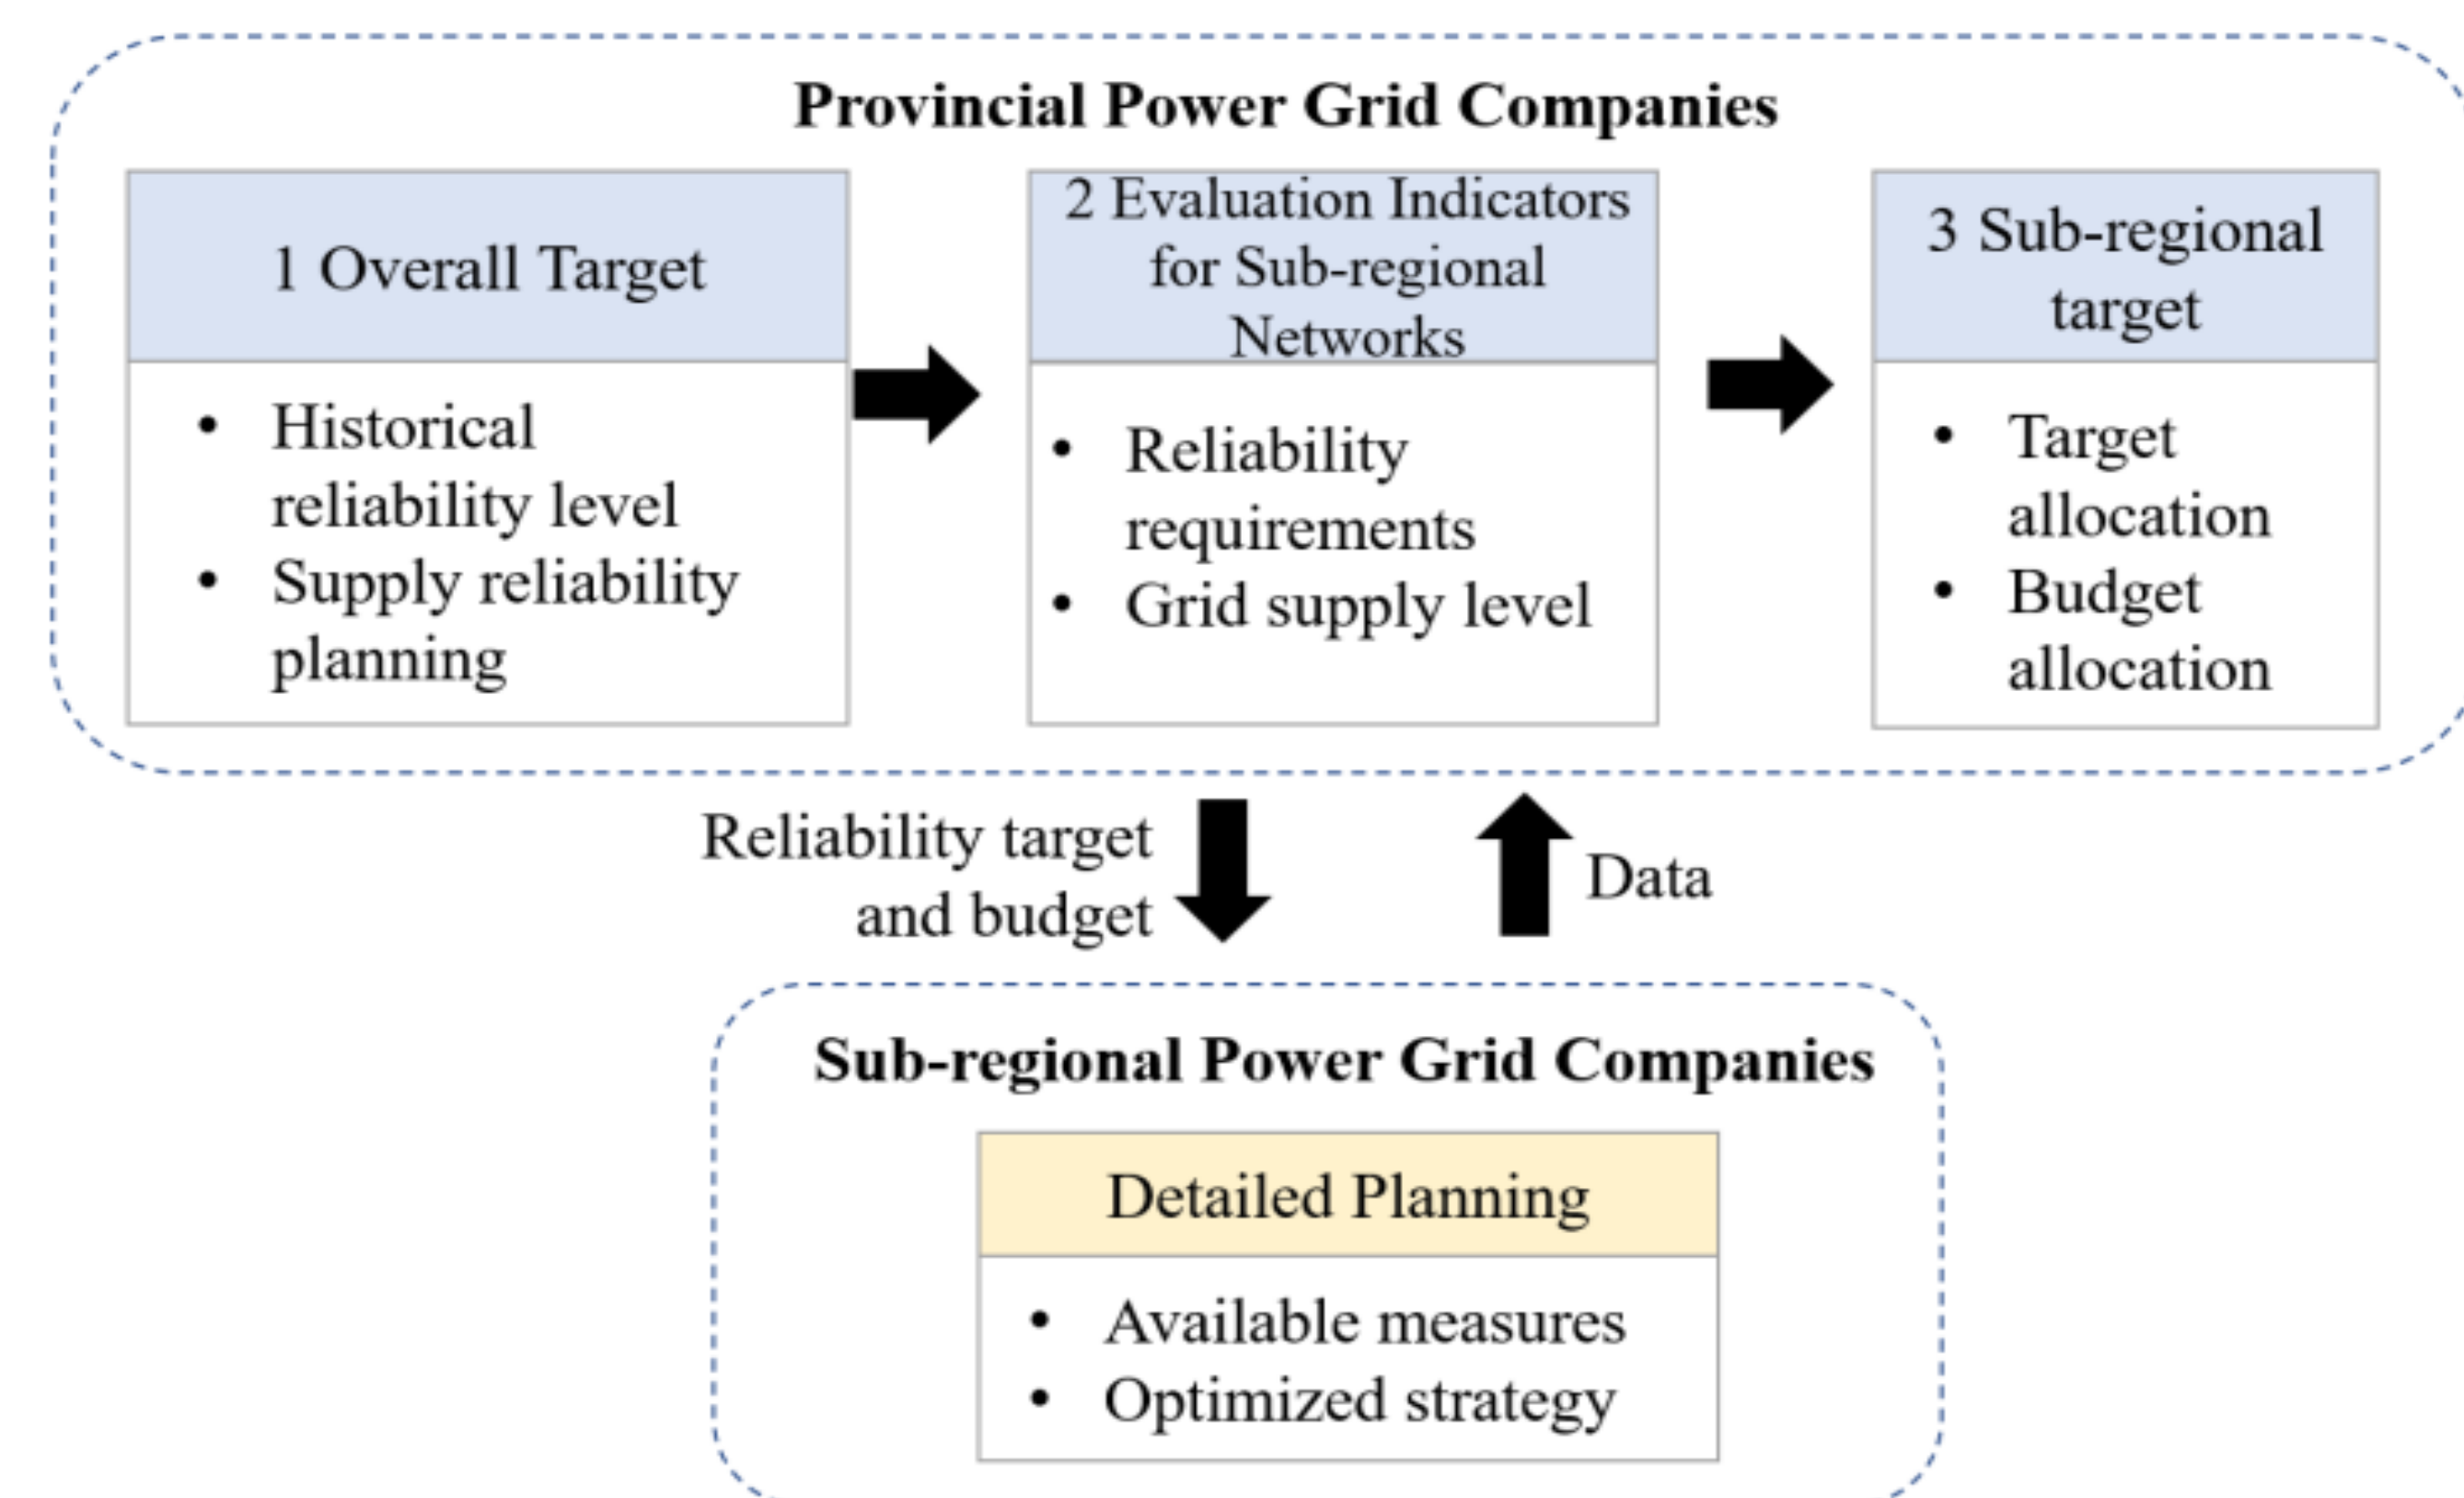 Provincial Power Grid Companies
1 Overall Target
• Historical
reliability level
• Supply reliability
planning
2 Evaluation Indicators
for Sub-regional
Networks
• Reliability
requirements
• Grid supply level
3 Sub-regional
target
• Target
allocation
• Budget
allocation
Reliability target
and budget
Data
Sub-regional Power Grid Companies
Detailed Planning
• Available measures
• Optimized strategy